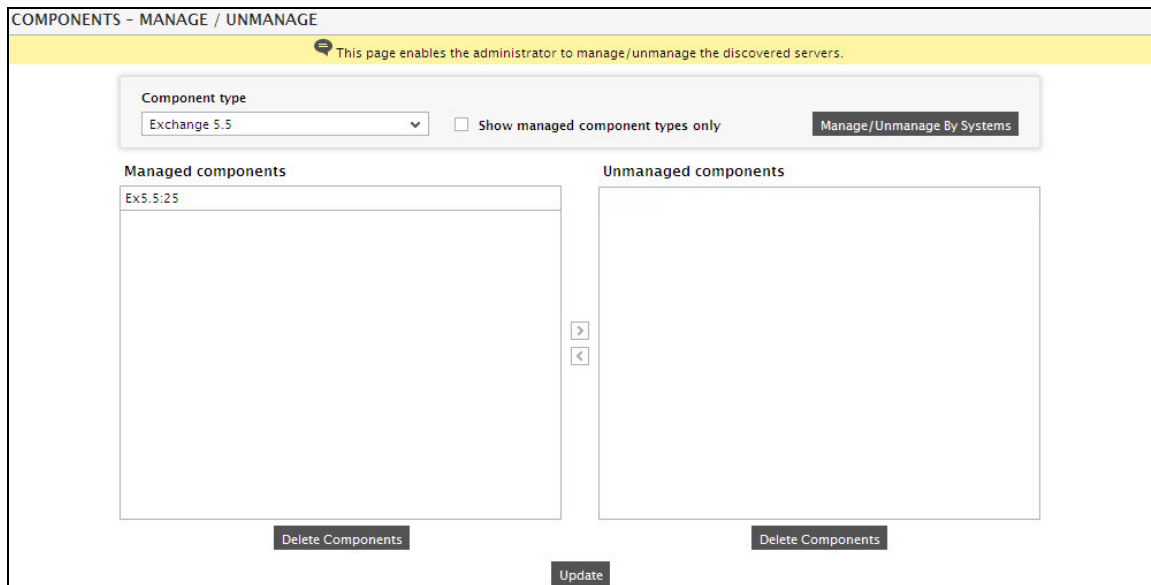 COMPONENTS - MANAGE / UNMANAGE
This page enables the administrator to manage/unmanage the discovered servers.
Component type
Exchange 5.5
Show managed component types only
Manage/Unmanage By Systems
Managed components
Unmanaged components
Ex5.5:25
>
<
Delete Components
Delete Components
Update